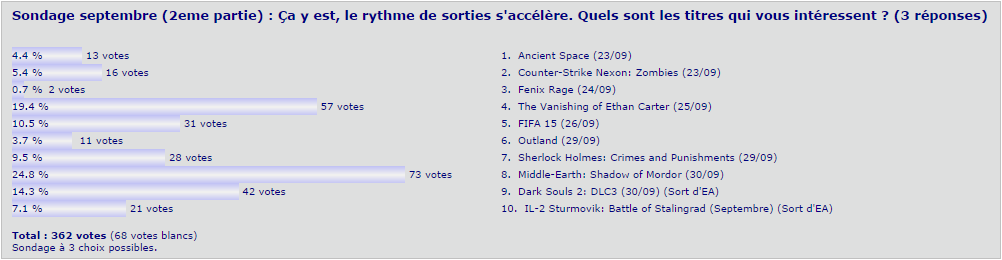 Sondage septembre (2eme partie) : Ça y est, le rythme de sorties s'accélère. Quels sont les titres qui vous intéressent ? (3 réponses)
4.4 % 13 votes 1. Ancient Space (23/09)
5.4 % 16 votes 2. Counter-Strike Nexon: Zombies (23/09)
0.7 % 2 votes 3. Fenix Rage (24/09)
19.4 % 57 votes 4. The Vanishing of Ethan Carter (25/09)
10.5 % 31 votes 5. FIFA 15 (26/09)
3.7 % 11 votes 6. Outland (29/09)
9.5 % 28 votes 7. Sherlock Holmes: Crimes and Punishments (29/09)
24.8 % 73 votes 8. Middle-Earth: Shadow of Mordor (30/09)
14.3 % 42 votes 9. Dark Souls 2: DLC3 (30/09) (Sort d'EA)
7.1 % 21 votes 10. IL-2 Sturmovik: Battle of Stalingrad (Septembre) (Sort d'EA)
Total : 362 votes (68 votes blancs)
Sondage à 3 choix possibles.